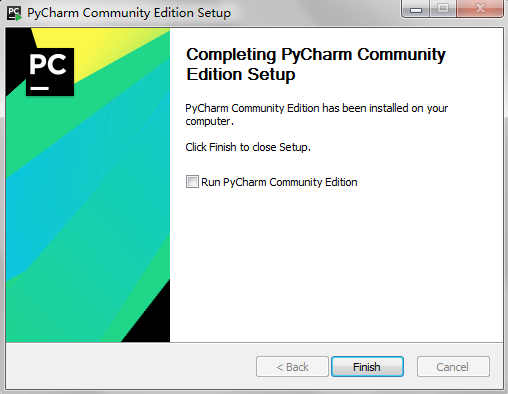 PyCharm Community Edition Setup
PC
Completing PyCharm Community
Edition Setup
PyCharm Community Edition has been installed on your
computer.
Click Finish to close Setup.
Run PyCharm Community Edition
< Back
Finish
Cancel